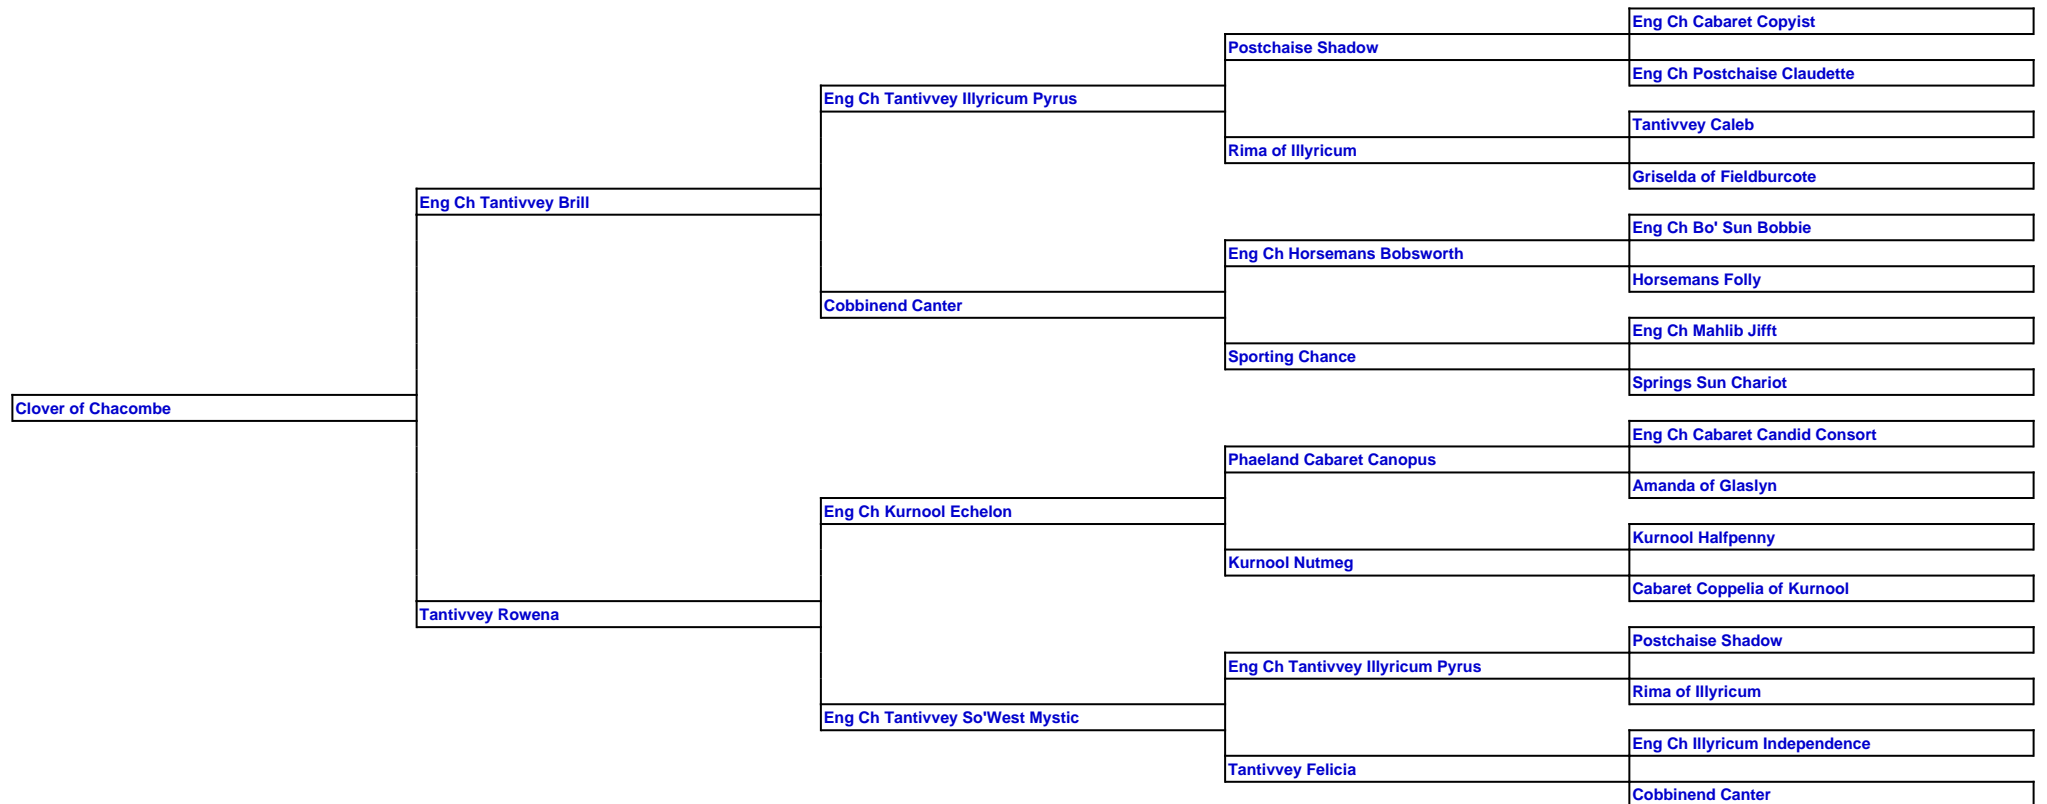 Eng Ch Cabaret Copyist
Postchaise Shadow
Eng Ch Postchaise Claudette
Eng Ch Tantivvey Illyricum Pyrus
Tantivvey Caleb
Rima of Illyricum
Griselda of Fieldburcote
Eng Ch Tantivvey Brill
Eng Ch Bo' Sun Bobbie
Eng Ch Horsemans Bobsworth
Horsemans Folly
Cobbinend Canter
Eng Ch Mahlib Jifft
Sporting Chance
Springs Sun Chariot
Clover of Chacombe
Eng Ch Cabaret Candid Consort
Phaeland Cabaret Canopus
Amanda of Glaslyn
Eng Ch Kurnool Echelon
Kurnool Halfpenny
Kurnool Nutmeg
Cabaret Coppelia of Kurnool
Tantivvey Rowena
Postchaise Shadow
Eng Ch Tantivvey Illyricum Pyrus
Rima of Illyricum
Eng Ch Tantivvey So'West Mystic
Eng Ch Illyricum Independence
Tantivvey Felicia
Cobbinend Canter